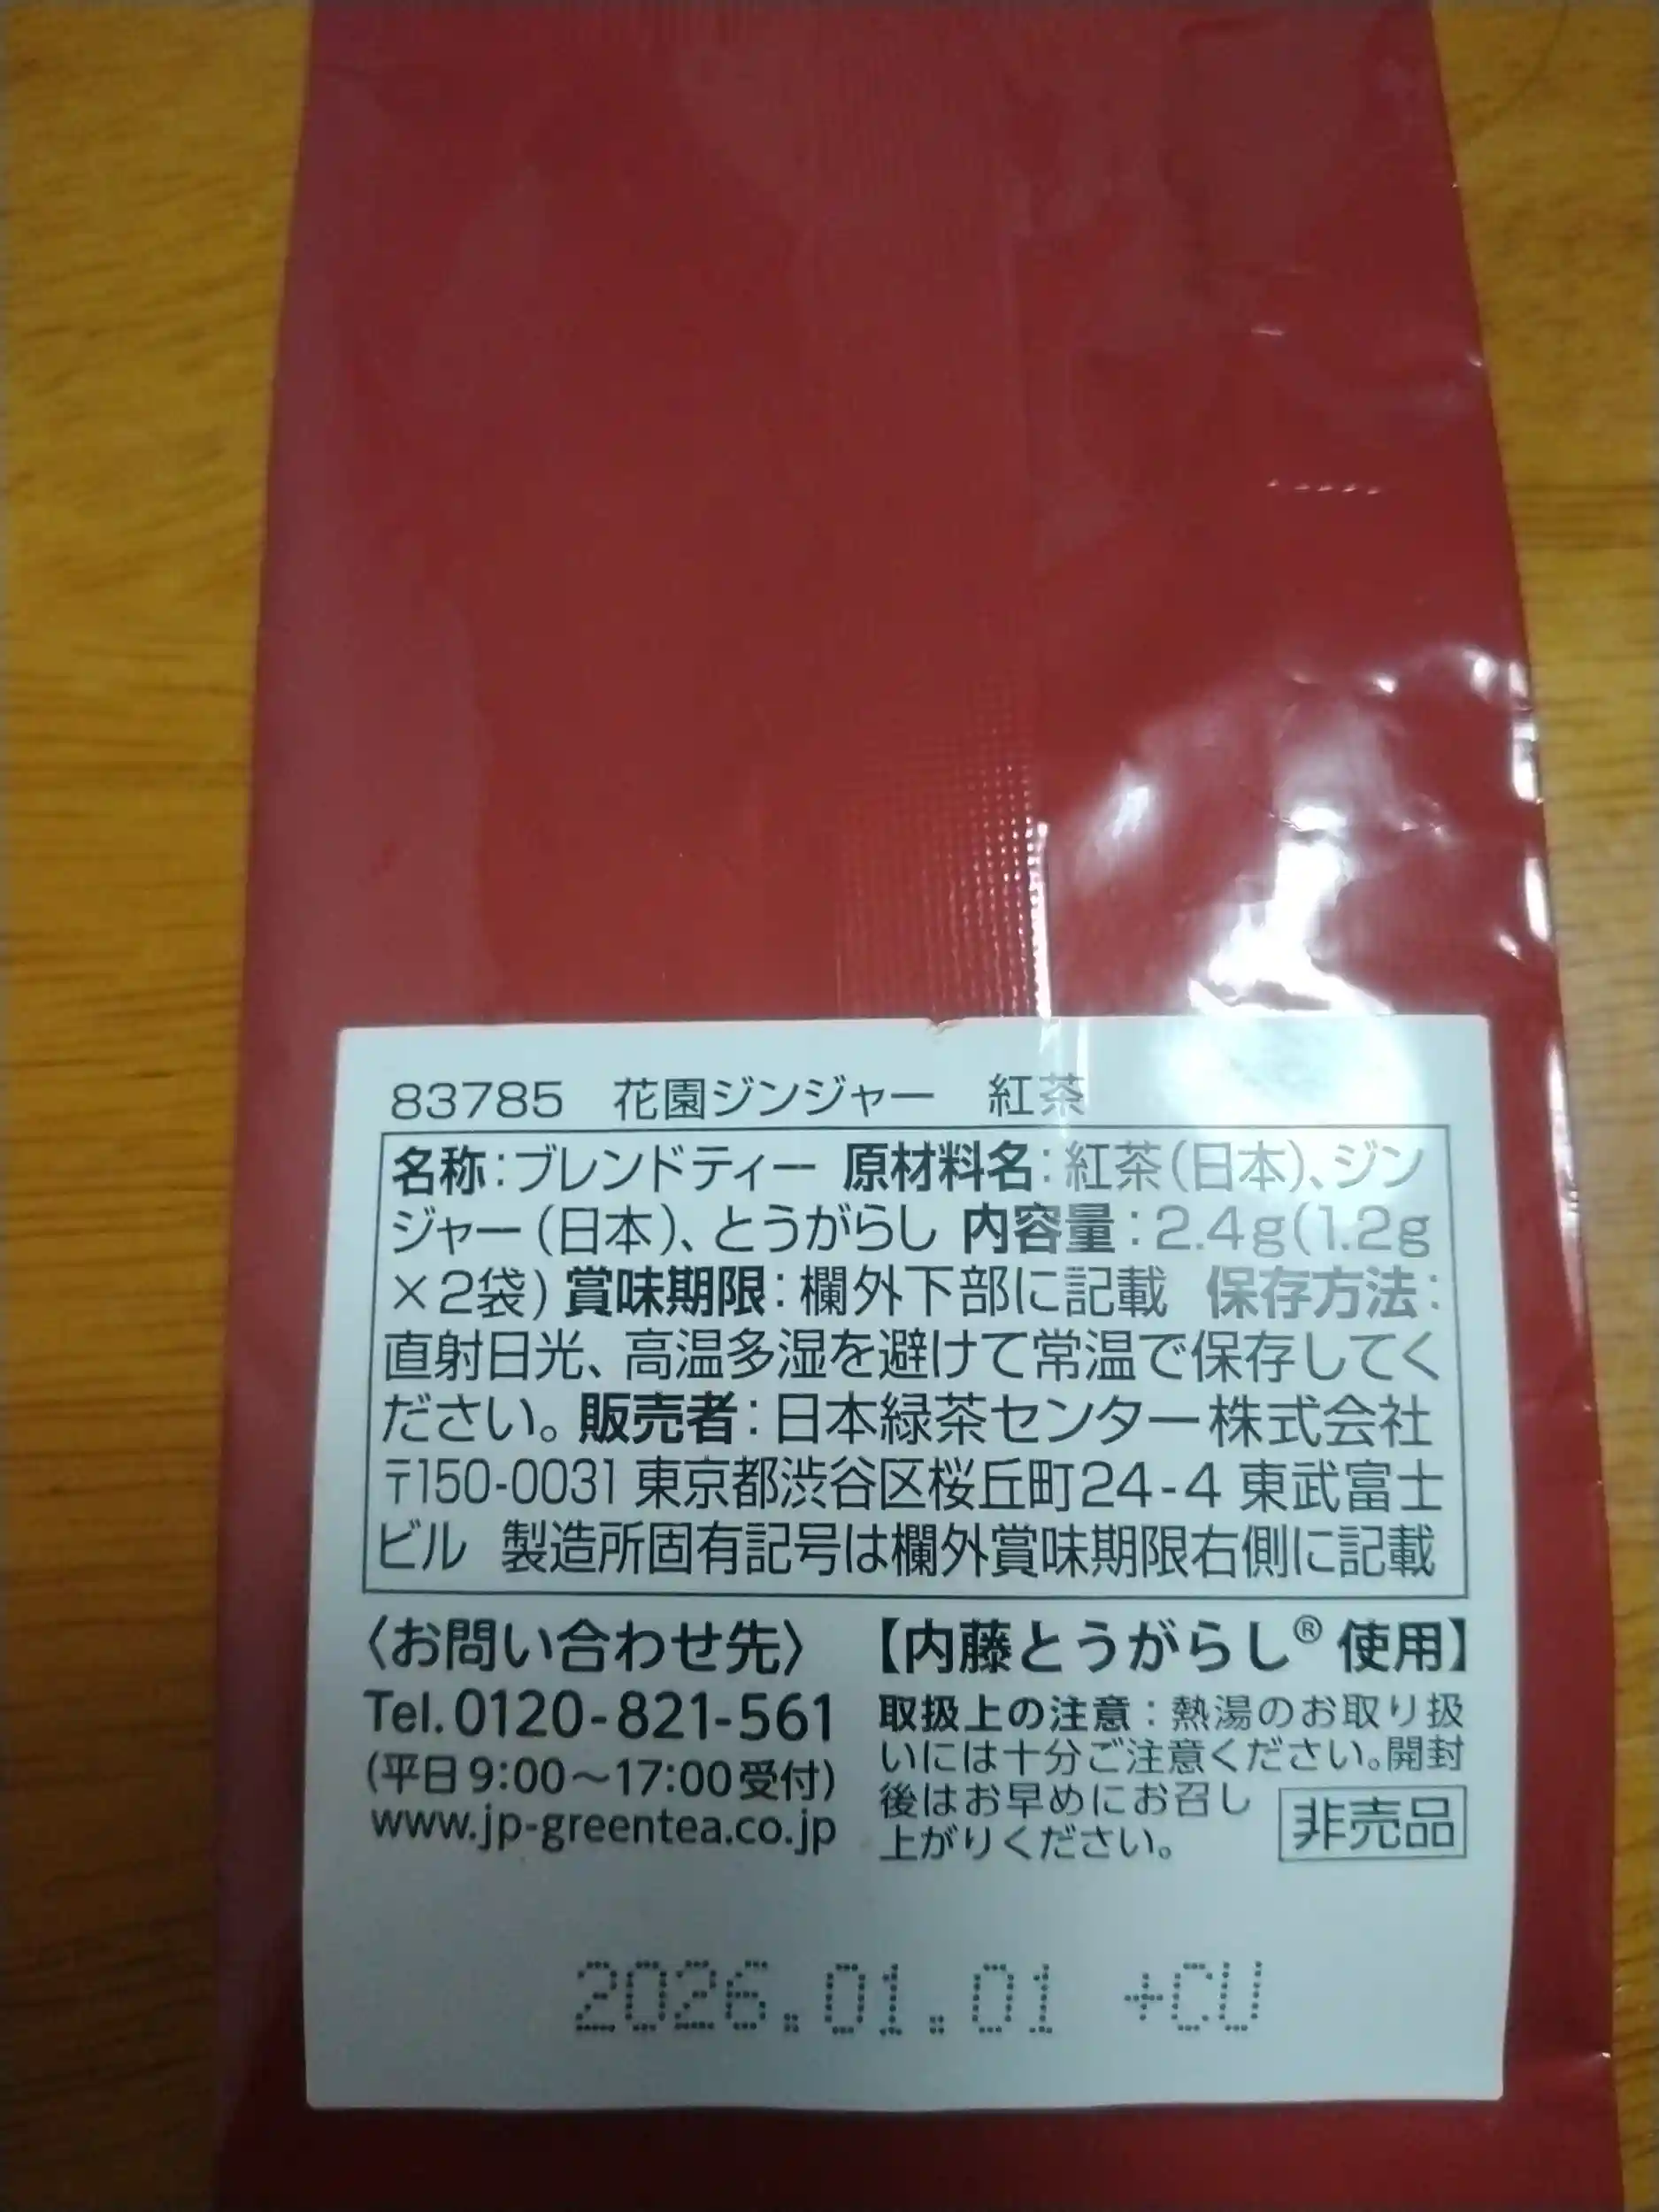 83785 花園ジンジャー 紅茶
名称:ブレンドティー 原材料名:紅茶(日本)、ジン
ジャー(日本)、とうがらし 内容量:2.4g(1.2g
×2袋) 賞味期限:欄外下部に記載 保存方法:
直射日光、高温多湿を避けて常温で保存してく
ださい。販売者:日本緑茶センター株式会社
〒150-0031 東京都渋谷区桜丘町24-4 東武富士
ビル 製造所固有記号は欄外賞味期限右側に記載
〈お問い合わせ先〉
Tel.0120-821-561
(平日9:00〜17:00受付)
www.jp-greentea.co.jp
【内藤とうがらし® 使用】
取扱上の注意:熱湯のお取り扱
いには十分ご注意ください。開封
後はお早めにお召し
上がりください。
非売品
2026.01.01 +CU